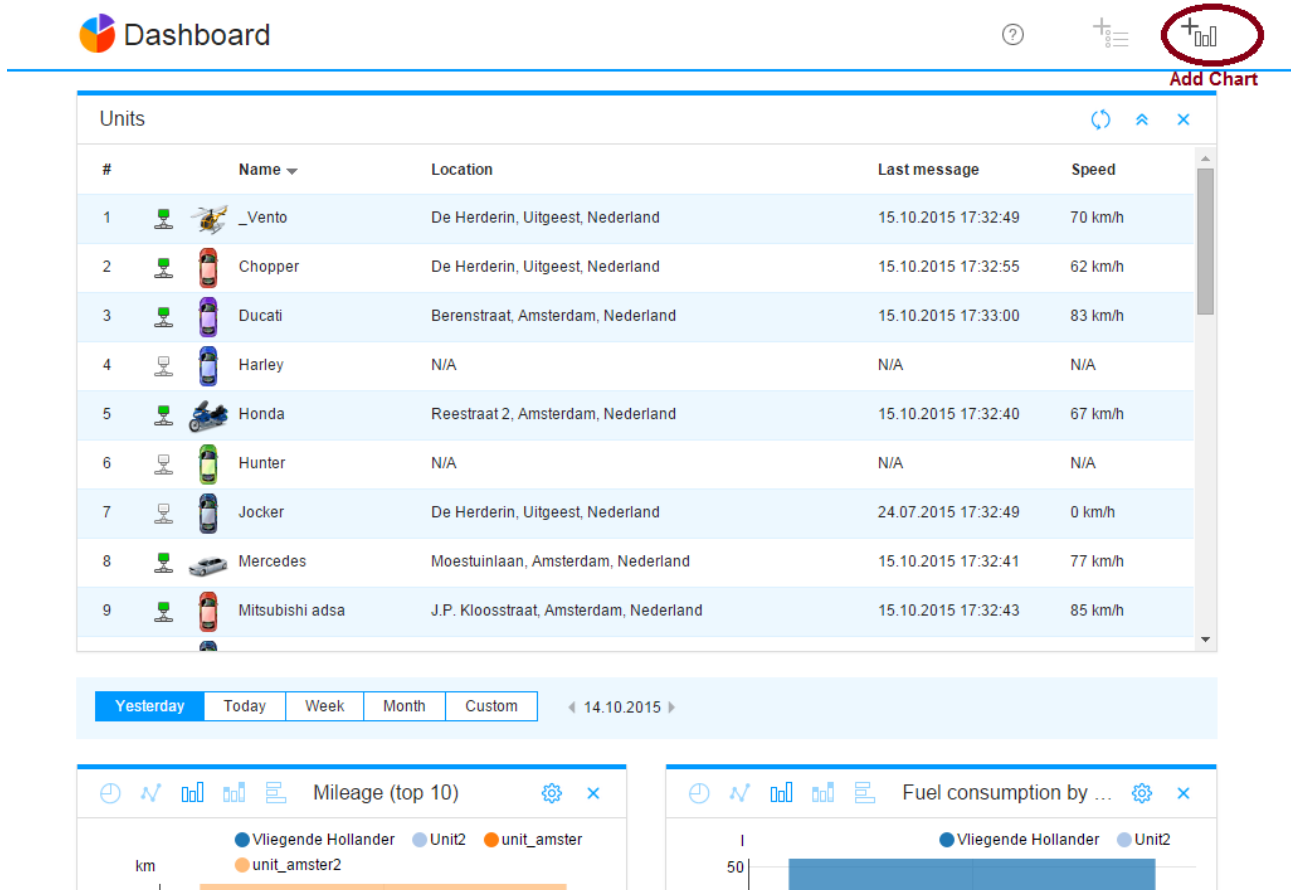 Dashboard
?
Add Chart
Units
# Name Location Last message Speed
1 _Vento De Herderin, Uitgeest, Nederland 15.10.2015 17:32:49 70 km/h
2 Chopper De Herderin, Uitgeest, Nederland 15.10.2015 17:32:55 62 km/h
3 Ducati Berenstraat, Amsterdam, Nederland 15.10.2015 17:33:00 83 km/h
4 Harley N/A N/A N/A
5 Honda Reestraat 2, Amsterdam, Nederland 15.10.2015 17:32:40 67 km/h
6 Hunter N/A N/A N/A
7 Jocker De Herderin, Uitgeest, Nederland 24.07.2015 17:32:49 0 km/h
8 Mercedes Moestuinlaan, Amsterdam, Nederland 15.10.2015 17:32:41 77 km/h
9 Mitsubishi adsa J.P. Kloosstraat, Amsterdam, Nederland 15.10.2015 17:32:43 85 km/h
Yesterday Today Week Month Custom 14.10.2015
Mileage (top 10)
Vliegende Hollander Unit2 unit_amster
km unit_amster2
Fuel consumption by ...
l Vliegende Hollander Unit2
50